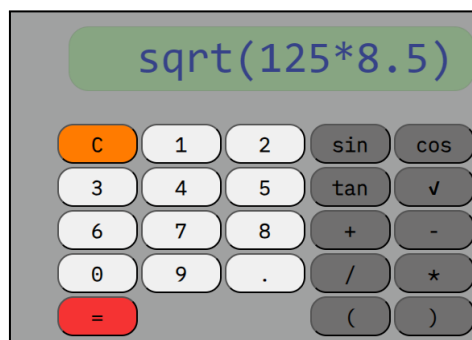 sqrt(125*8.5)
C 1 2 sin cos
3 4 5 tan √
6 7 8 + -
0 9 . / *
= ( )